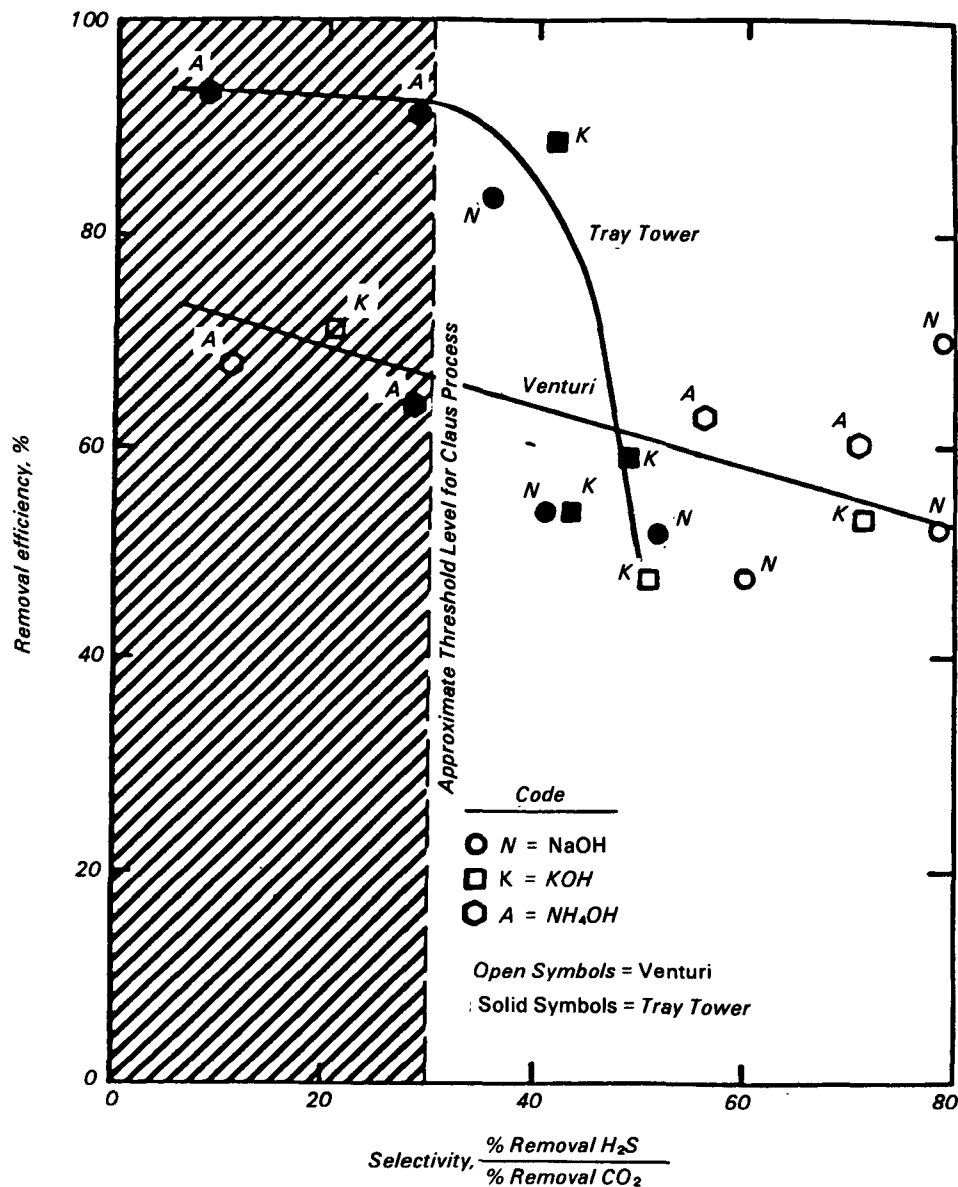 100
80
60
40
20
0
0
20
40
60
80
Removal efficiency, %
Selectivity, % Removal H₂S
% Removal CO₂
Approximate Threshold Level for Claus Process
Tray Tower
Venturi
A
A
K
N
K
A
A
K
N
K
N
K
N
K
N
A
A
N
K
N
Code
N = NaOH
K = KOH
A = NH₄OH
Open Symbols = Venturi
Solid Symbols = Tray Tower